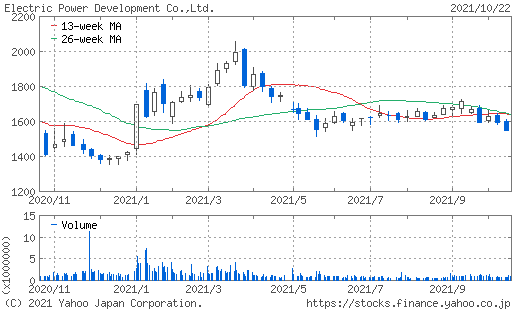 Electric Power Development Co.,Ltd. 2021/10/22
2200
13-week MA
26-week MA
2000
1800
1600
1400
1200
2020/11 2021/1 2021/3 2021/5 2021/7 2021/9
15
Volume
10
5
0
(x1000000)
2020/11 2021/1 2021/3 2021/5 2021/7 2021/9
(C) 2021 Yahoo Japan Corporation. https://stocks.finance.yahoo.co.jp/